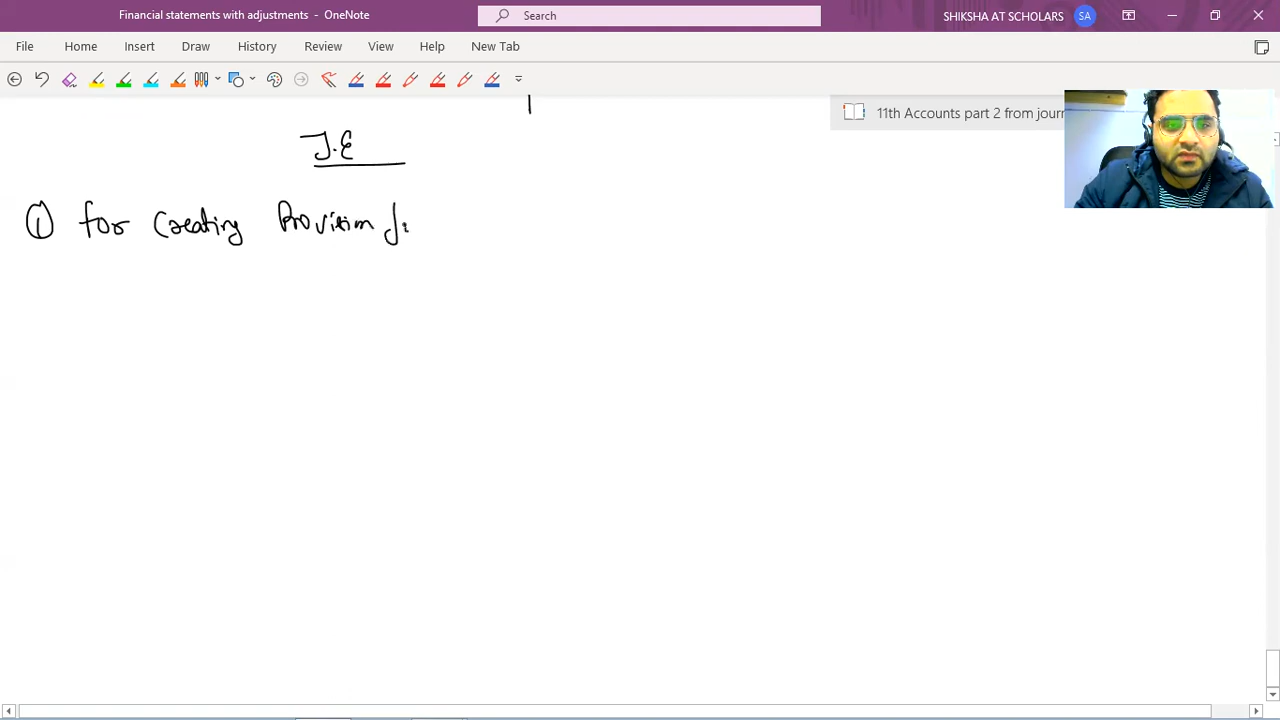 Financial statements with adjustments - OneNote
Search
SHIKSHA AT SCHOLARS
SA
File Home Insert Draw History Review View Help New Tab
11th Accounts part 2 from jour
J.E
① for Creating Provision